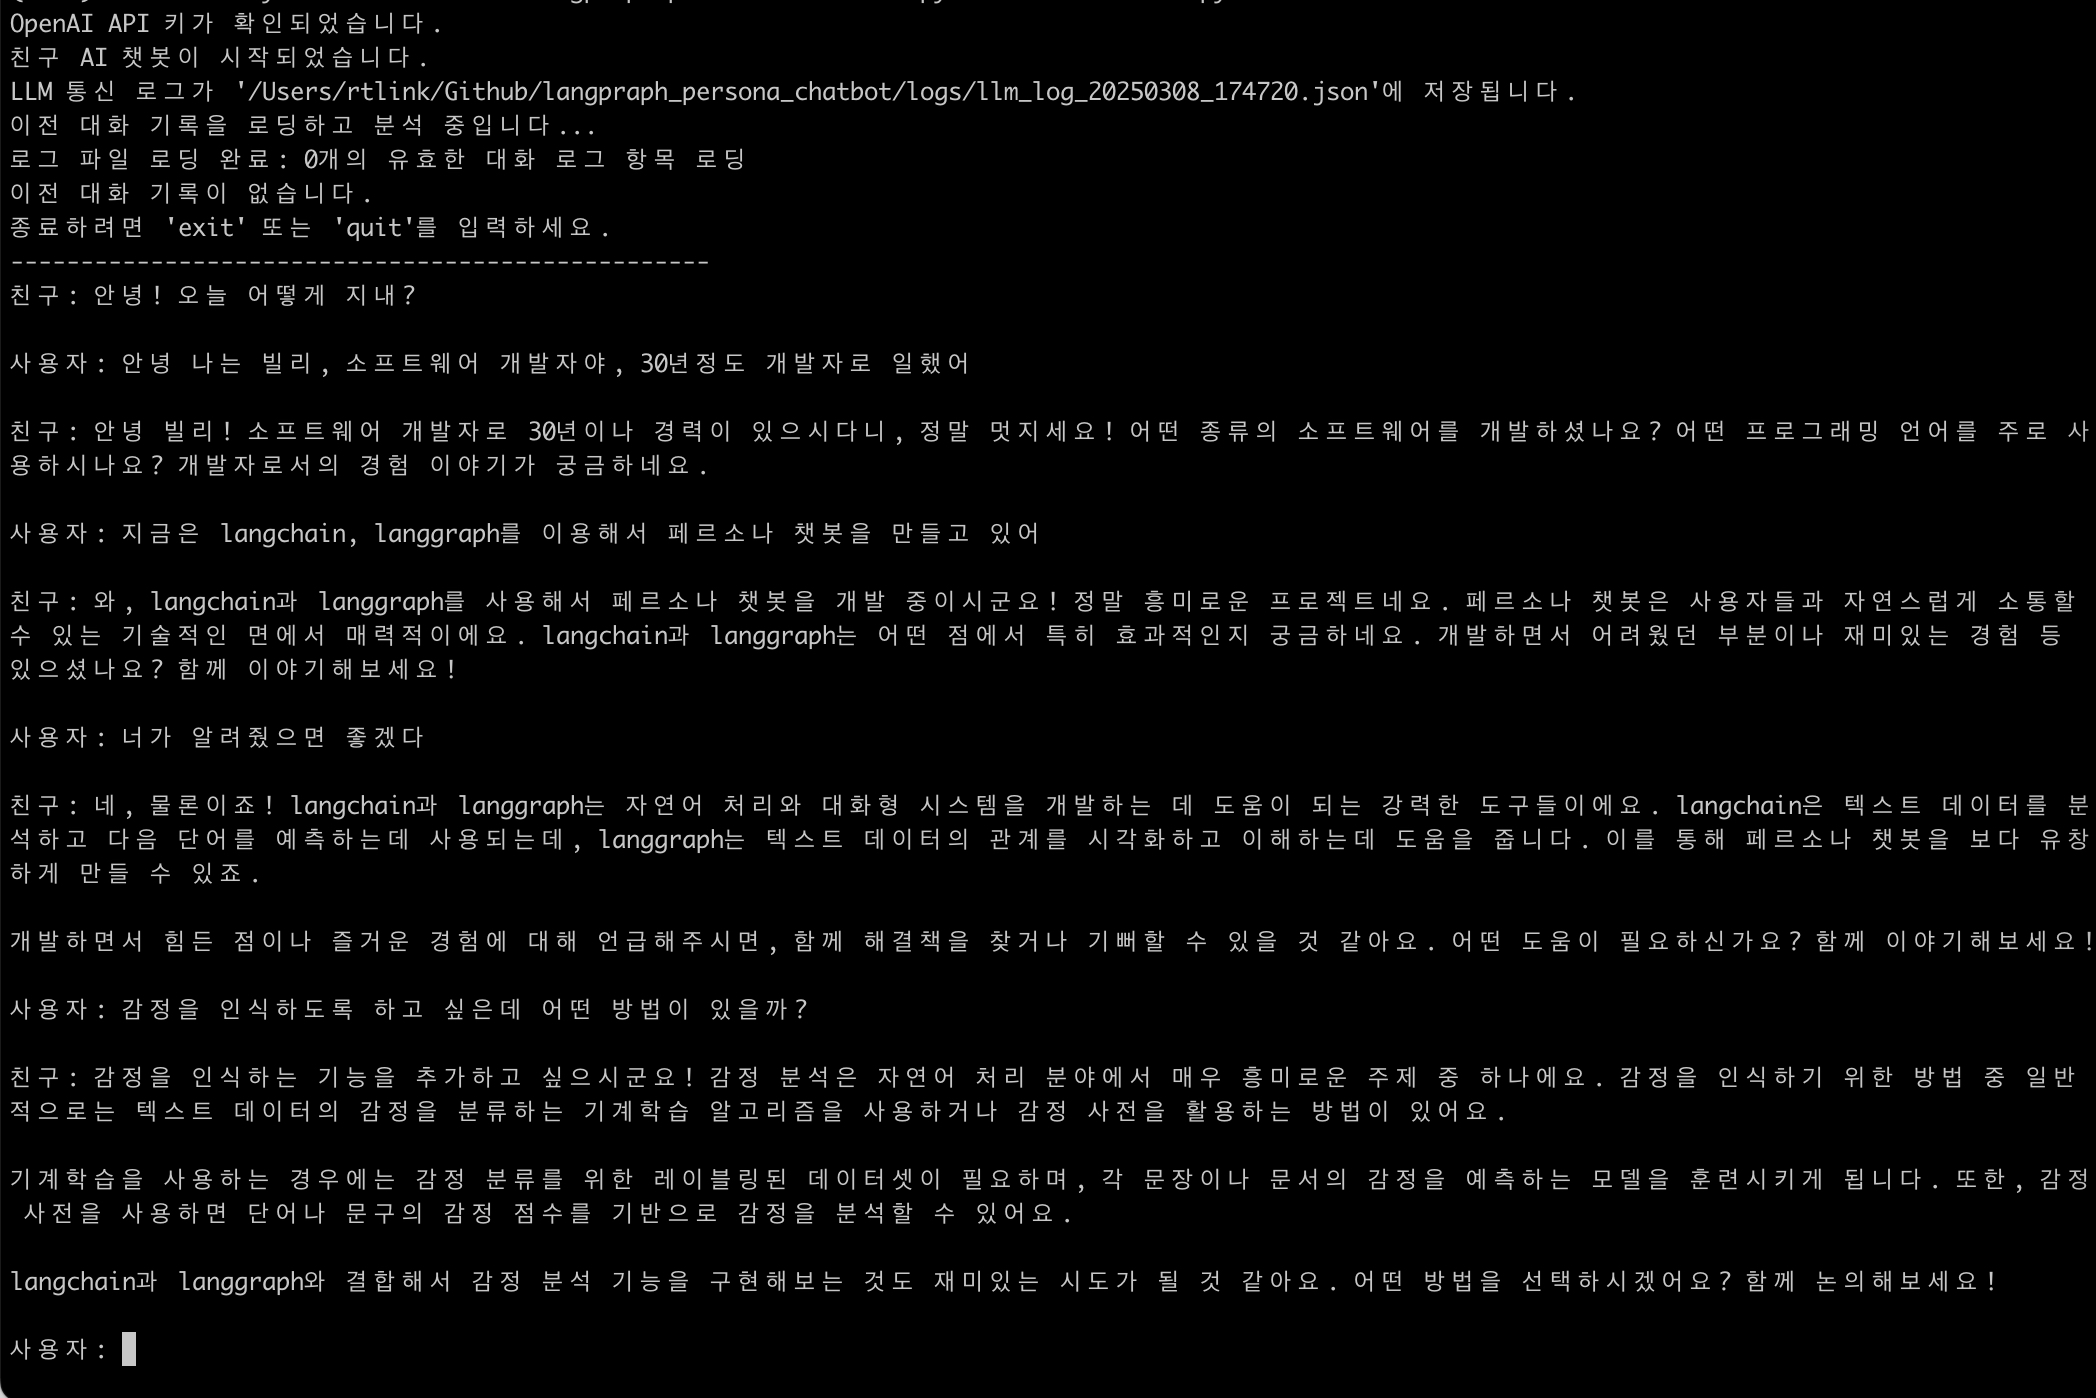 OpenAI API 키가 확인되었습니다.
친구 AI 챗봇이 시작되었습니다.
LLM 통신 로그가 '/Users/rtlink/Github/langpraph_persona_chatbot/logs/llm_log_20250308_174720.json'에 저장됩니다.
이전 대화 기록을 로딩하고 분석 중입니다...
로그 파일 로딩 완료: 0개의 유효한 대화 로그 항목 로딩
이전 대화 기록이 없습니다.
종료하려면 'exit' 또는 'quit'를 입력하세요.
--------------------------------------------------
친구: 안녕! 오늘 어떻게 지내?
사용자: 안녕 나는 빌리, 소프트웨어 개발자야, 30년정도 개발자로 일했어
친구: 안녕 빌리! 소프트웨어 개발자로 30년이나 경력이 있으시다니, 정말 멋지세요! 어떤 종류의 소프트웨어를 개발하셨나요? 어떤 프로그래밍 언어를 주로 사
용하시나요? 개발자로서의 경험 이야기가 궁금하네요.
사용자: 지금은 langchain, langgraph를 이용해서 페르소나 챗봇을 만들고 있어
친구: 와, langchain과 langgraph를 사용해서 페르소나 챗봇을 개발 중이시군요! 정말 흥미로운 프로젝트네요. 페르소나 챗봇은 사용자들과 자연스럽게 소통할
수 있는 기술적인 면에서 매력적이에요. langchain과 langgraph는 어떤 점에서 특히 효과적인지 궁금하네요. 개발하면서 어려웠던 부분이나 재미있는 경험 등
있으셨나요? 함께 이야기해보세요!
사용자: 너가 알려줬으면 좋겠다
친구: 네, 물론이죠! langchain과 langgraph는 자연어 처리와 대화형 시스템을 개발하는 데 도움이 되는 강력한 도구들이에요. langchain은 텍스트 데이터를 분
석하고 다음 단어를 예측하는데 사용되는데, langgraph는 텍스트 데이터의 관계를 시각화하고 이해하는데 도움을 줍니다. 이를 통해 페르소나 챗봇을 보다 유창
하게 만들 수 있죠.
개발하면서 힘든 점이나 즐거운 경험에 대해 언급해주시면, 함께 해결책을 찾거나 기뻐할 수 있을 것 같아요. 어떤 도움이 필요하신가요? 함께 이야기해보세요!
사용자: 감정을 인식하도록 하고 싶은데 어떤 방법이 있을까?
친구: 감정을 인식하는 기능을 추가하고 싶으시군요! 감정 분석은 자연어 처리 분야에서 매우 흥미로운 주제 중 하나에요. 감정을 인식하기 위한 방법 중 일반
적으로는 텍스트 데이터의 감정을 분류하는 기계학습 알고리즘을 사용하거나 감정 사전을 활용하는 방법이 있어요.
기계학습을 사용하는 경우에는 감정 분류를 위한 레이블링된 데이터셋이 필요하며, 각 문장이나 문서의 감정을 예측하는 모델을 훈련시키게 됩니다. 또한, 감정
사전을 사용하면 단어나 문구의 감정 점수를 기반으로 감정을 분석할 수 있어요.
langchain과 langgraph와 결합해서 감정 분석 기능을 구현해보는 것도 재미있는 시도가 될 것 같아요. 어떤 방법을 선택하시겠어요? 함께 논의해보세요!
사용자: